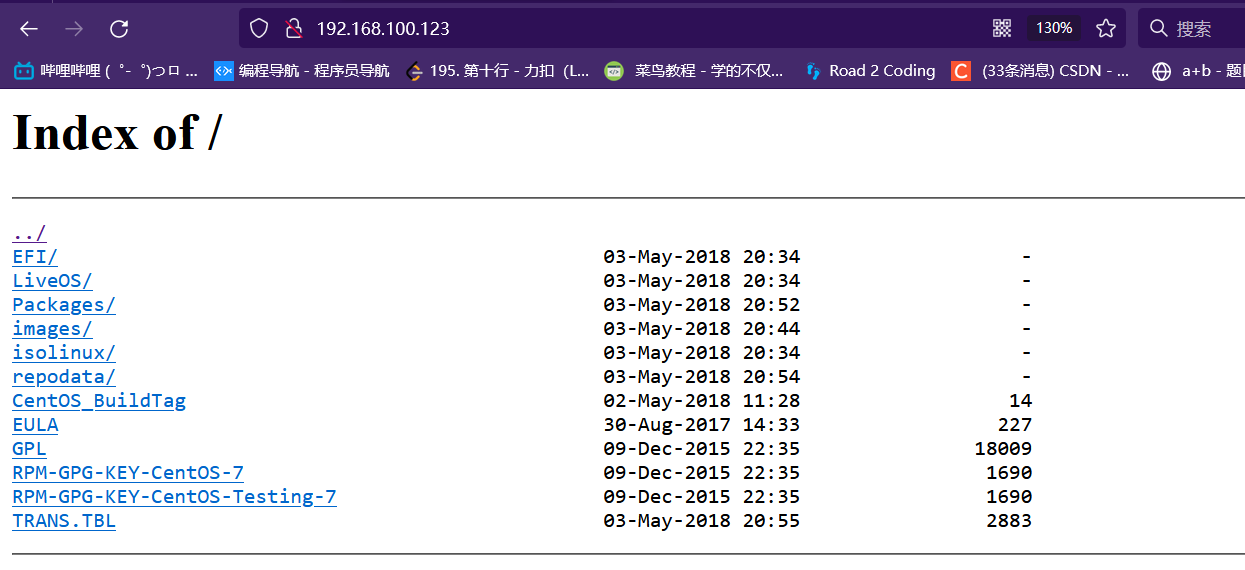 192.168.100.123 130% 搜索
哔哩哔哩 (゜-゜)つロ ... 编程导航 - 程序员导航 195. 第十行 - 力扣（L... 菜鸟教程 - 学的不仅... Road 2 Coding (33条消息) CSDN - ... a+b - 题
Index of /
../
EFI/ 03-May-2018 20:34 -
LiveOS/ 03-May-2018 20:34 -
Packages/ 03-May-2018 20:52 -
images/ 03-May-2018 20:44 -
isolinux/ 03-May-2018 20:34 -
repodata/ 03-May-2018 20:54 -
CentOS_BuildTag 02-May-2018 11:28 14
EULA 30-Aug-2017 14:33 227
GPL 09-Dec-2015 22:35 18009
RPM-GPG-KEY-CentOS-7 09-Dec-2015 22:35 1690
RPM-GPG-KEY-CentOS-Testing-7 09-Dec-2015 22:35 1690
TRANS.TBL 03-May-2018 20:55 2883